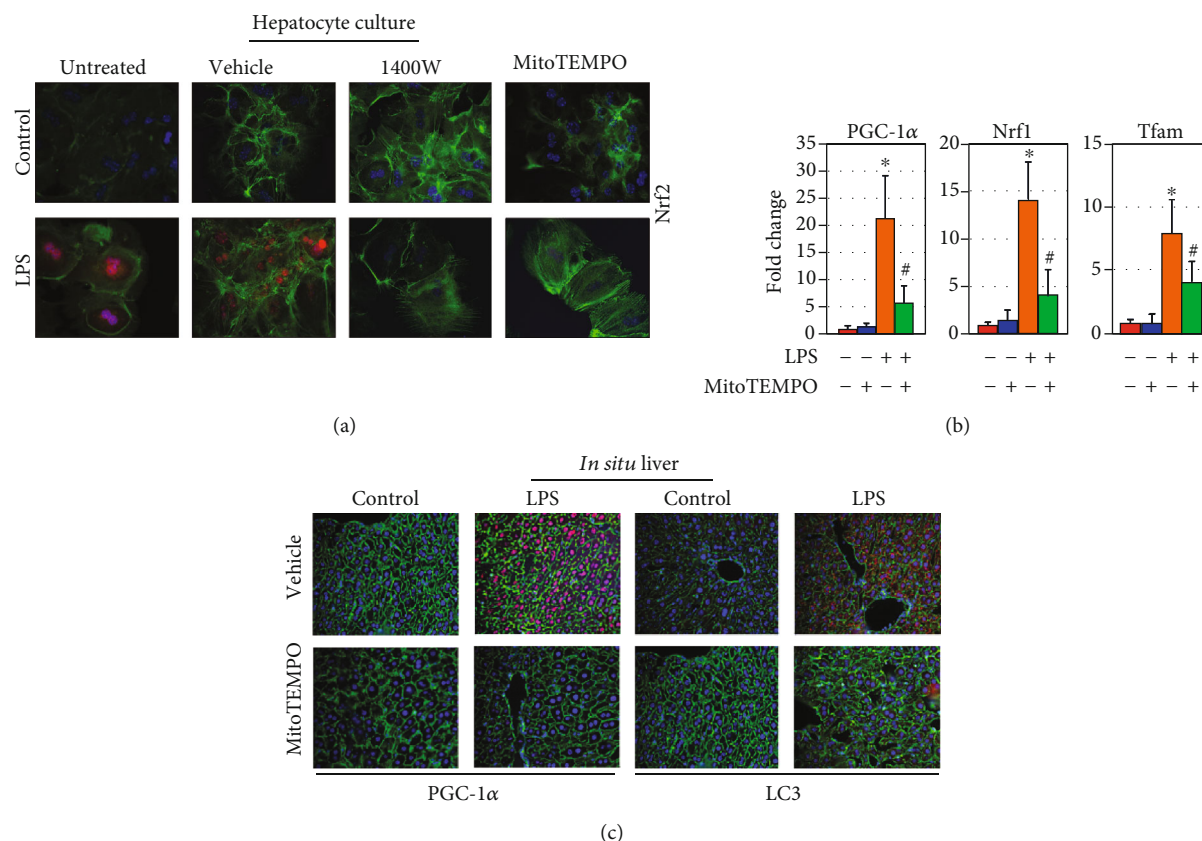 Hepatocyte culture
Untreated
Vehicle
1400W
MitoTEMPO
Control
LPS
Nrf2
(a)
PGC-1α
Nrf1
Tfam
Fold change
35
30
25
20
15
10
5
0
*
#
20
15
10
5
0
*
#
15
10
5
0
*
#
LPS − − + + − − + + − − + +
MitoTEMPO − + − + − + − + − + − +
(b)
In situ liver
Control
LPS
Control
LPS
Vehicle
MitoTEMPO
PGC-1α
LC3
(c)